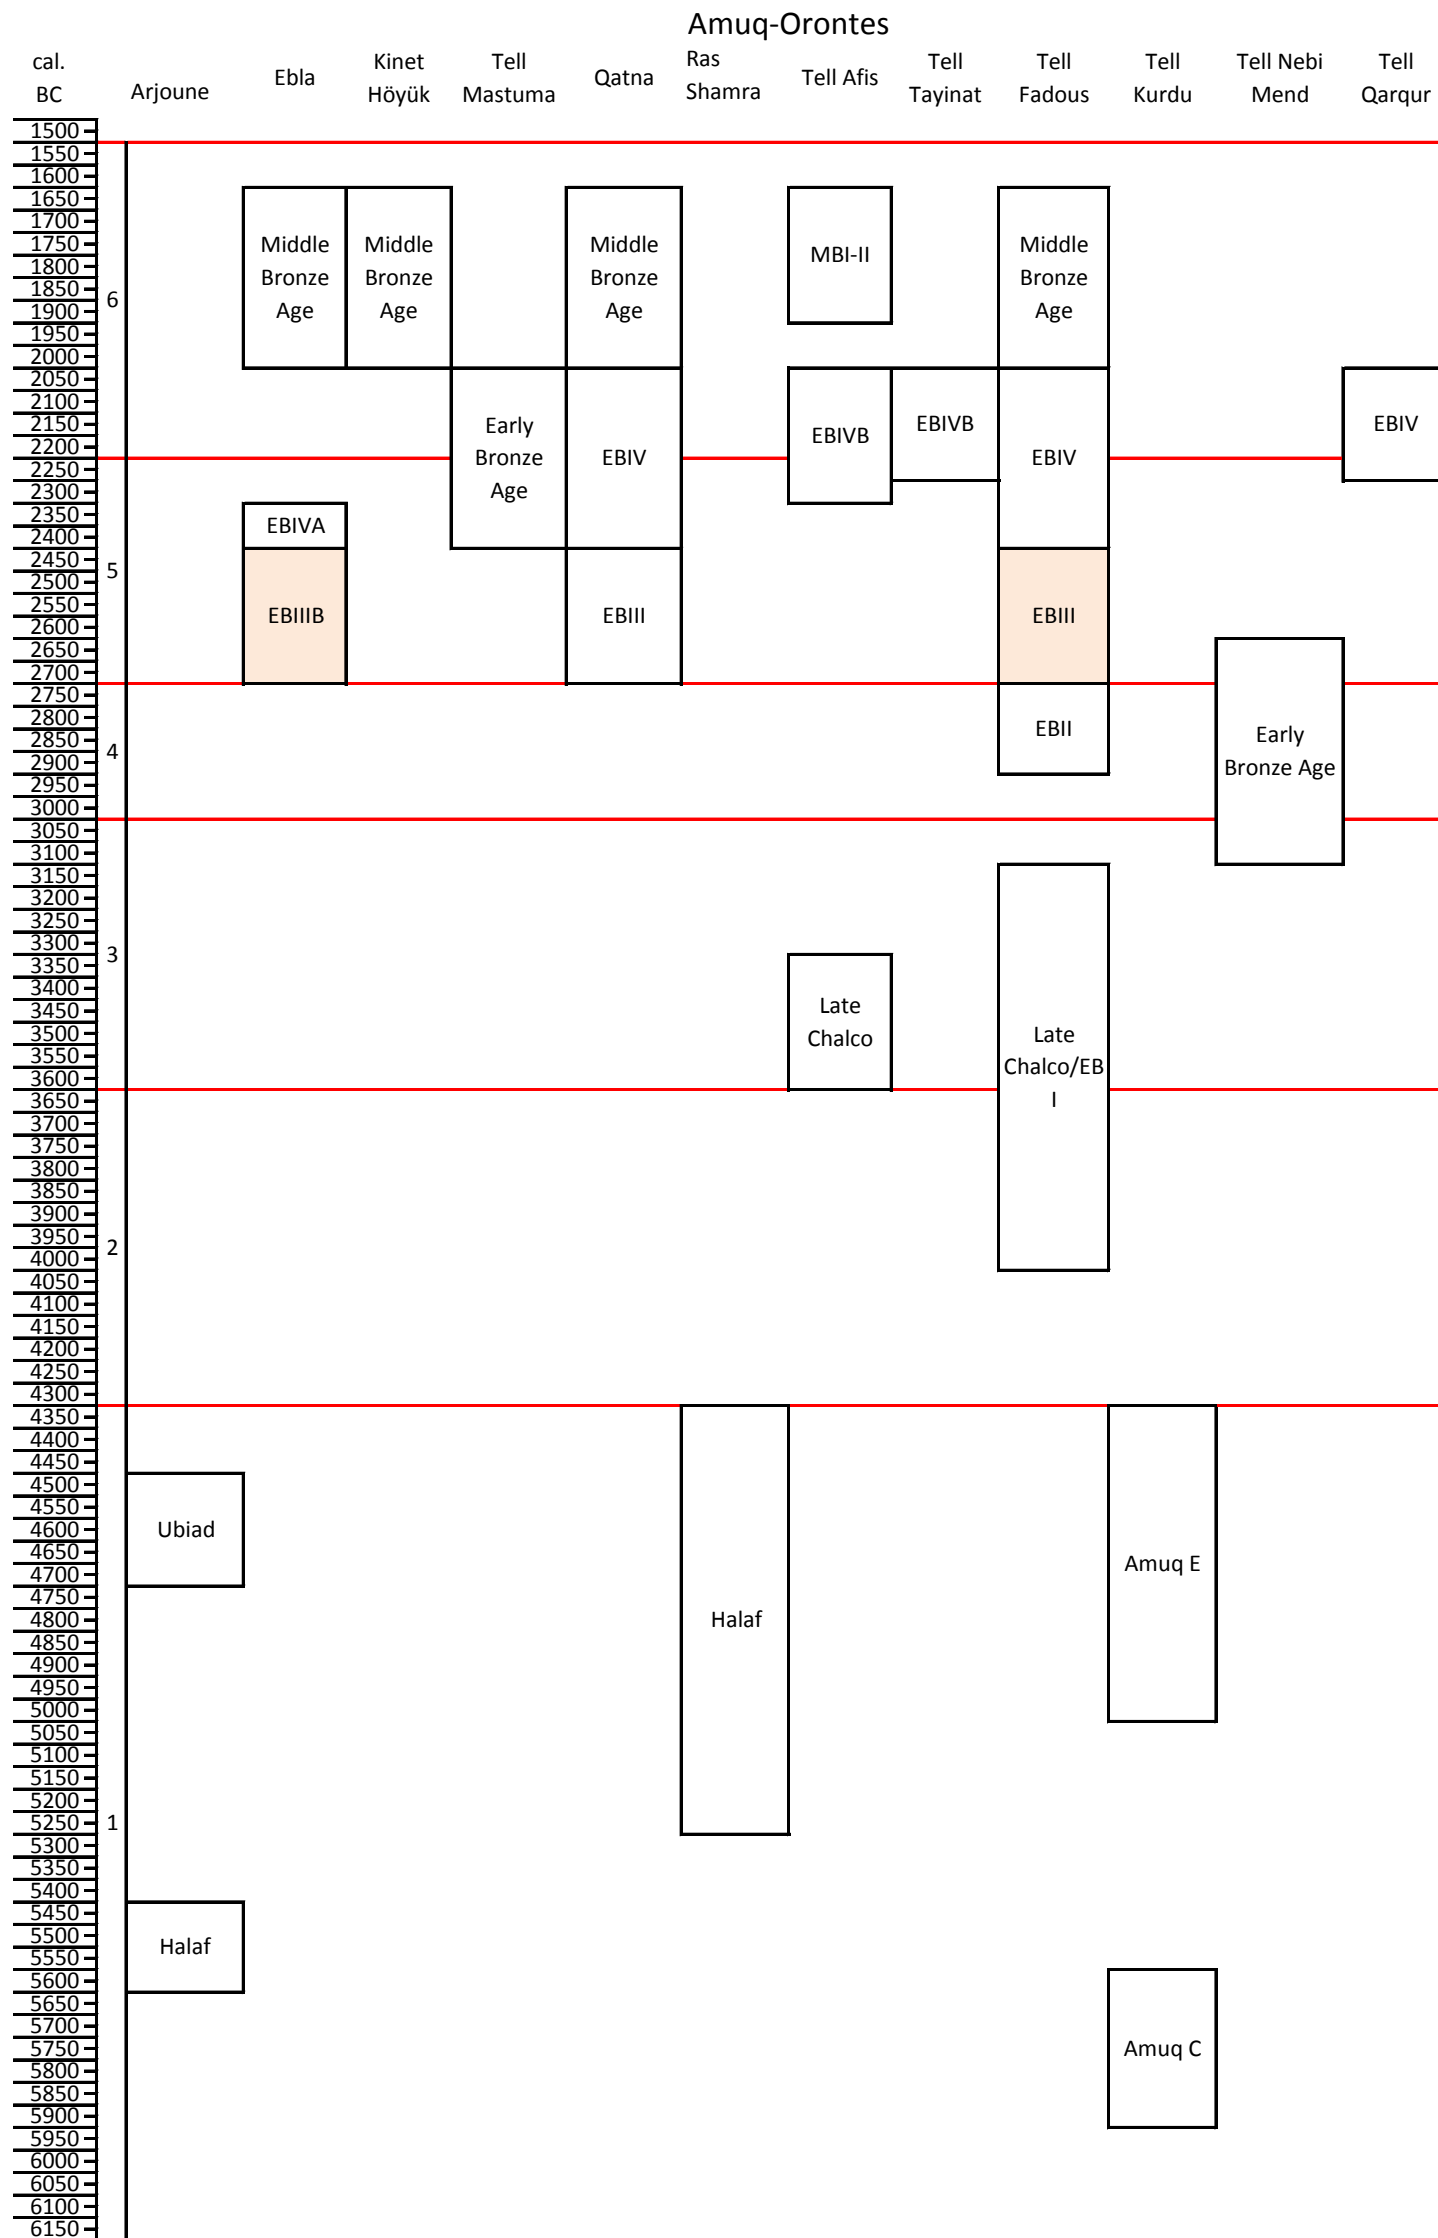 Amuq-Orontes
cal.
BC
Arjoune
Ebla
Kinet
Höyük
Tell
Mastuma
Qatna
Ras
Shamra
Tell Afis
Tell
Tayinat
Tell
Fadous
Tell
Kurdu
Tell Nebi
Mend
Tell
Qarqur
1500
1550
1600
1650
1700
1750
1800
1850
1900
1950
2000
2050
2100
2150
2200
2250
2300
2350
2400
2450
2500
2550
2600
2650
2700
2750
2800
2850
2900
2950
3000
3050
3100
3150
3200
3250
3300
3350
3400
3450
3500
3550
3600
3650
3700
3750
3800
3850
3900
3950
4000
4050
4100
4150
4200
4250
4300
4350
4400
4450
4500
4550
4600
4650
4700
4750
4800
4850
4900
4950
5000
5050
5100
5150
5200
5250
5300
5350
5400
5450
5500
5550
5600
5650
5700
5750
5800
5850
5900
5950
6000
6050
6100
6150
6
5
4
3
2
1
Ubiad
Halaf
Middle
Bronze
Age
EBIVA
EBIIIB
Middle
Bronze
Age
Early
Bronze
Age
Middle
Bronze
Age
EBIV
EBIII
Halaf
MBI-II
EBIVB
Late
Chalco
EBIVB
Middle
Bronze
Age
EBIV
EBIII
EBII
Late
Chalco/EB
I
Amuq E
Amuq C
Early
Bronze Age
EBIV